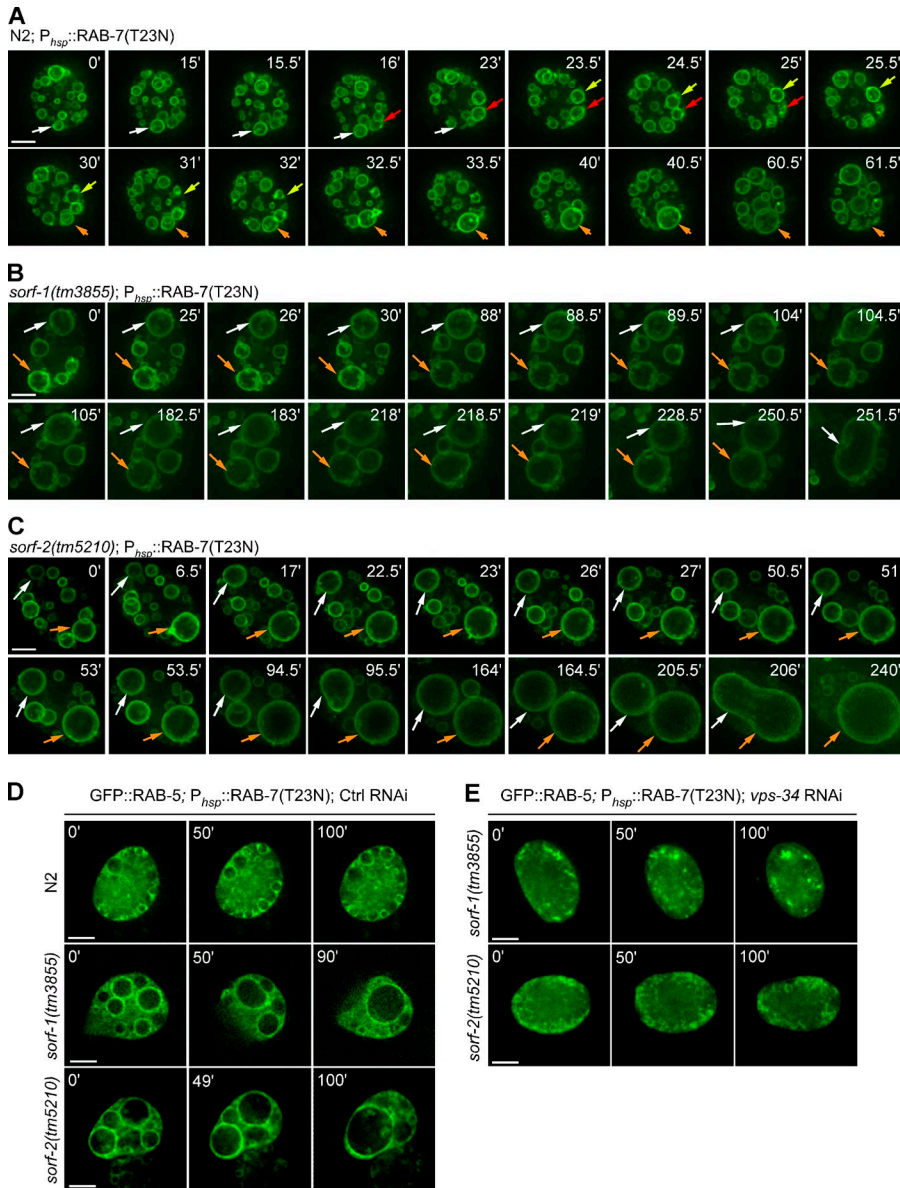 A
N2; Phsp::RAB-7(T23N)
0' 15' 15.5' 16' 23' 23.5' 24.5' 25' 25.5'
30' 31' 32' 32.5' 33.5' 40' 40.5' 60.5' 61.5'
B
sorf-1(tm3855); Phsp::RAB-7(T23N)
0' 25' 26' 30' 88' 88.5' 89.5' 104' 104.5'
105' 182.5' 183' 218' 218.5' 219' 228.5' 250.5' 251.5'
C
sorf-2(tm5210); Phsp::RAB-7(T23N)
0' 6.5' 17' 22.5' 23' 26' 27' 50.5' 51'
53' 53.5' 94.5' 95.5' 164' 164.5' 205.5' 206' 240'
D
GFP::RAB-5; Phsp::RAB-7(T23N); Ctrl RNAi
N2
0' 50' 100'
sorf-1(tm3855)
0' 50' 90'
sorf-2(tm5210)
0' 49' 100'
E
GFP::RAB-5; Phsp::RAB-7(T23N); vps-34 RNAi
sorf-1(tm3855)
0' 50' 100'
sorf-2(tm5210)
0' 50' 100'